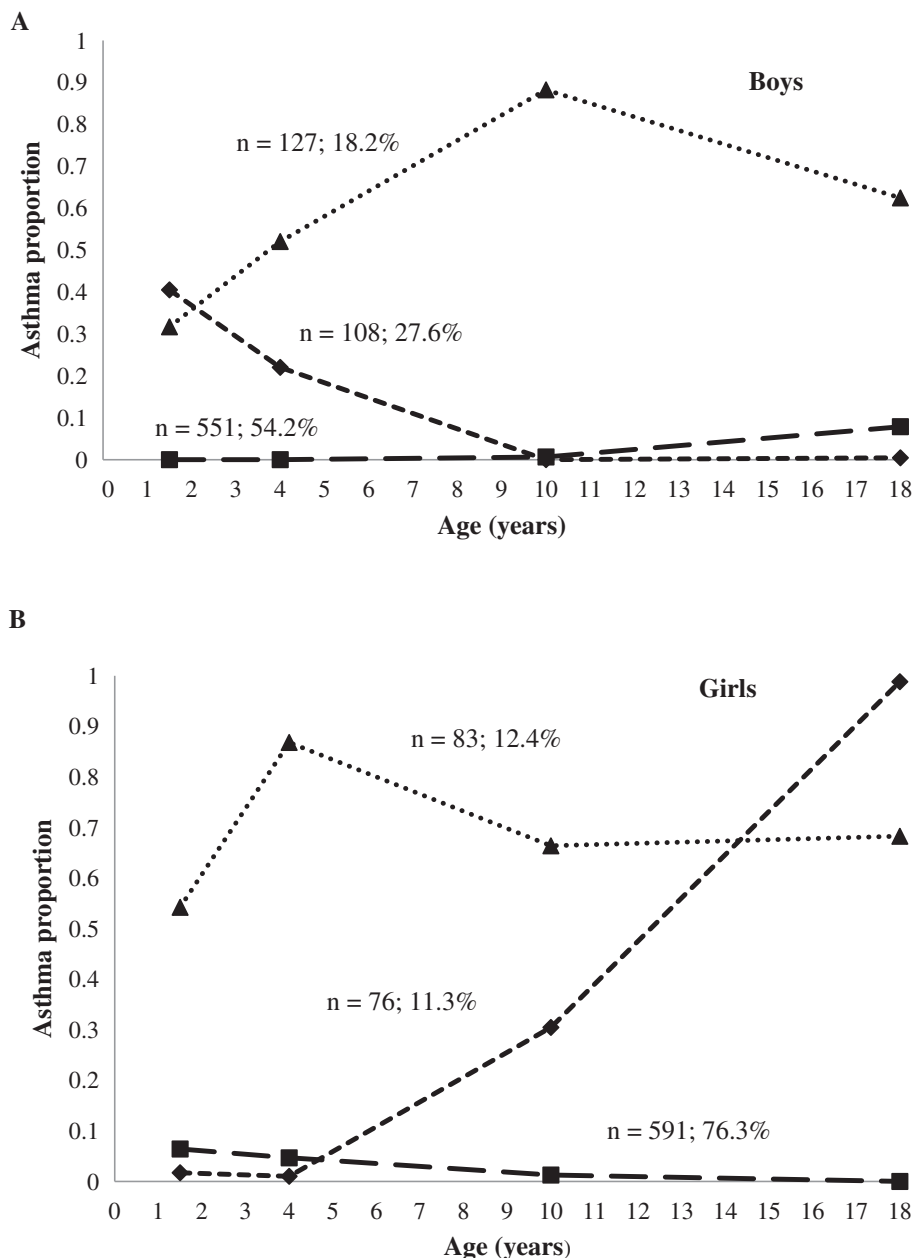 A
Boys
Asthma proportion
1
0.9
0.8
0.7
0.6
0.5
0.4
0.3
0.2
0.1
0
n = 127; 18.2%
n = 108; 27.6%
n = 551; 54.2%
0 1 2 3 4 5 6 7 8 9 10 11 12 13 14 15 16 17 18
Age (years)
B
Girls
Asthma proportion
1
0.9
0.8
0.7
0.6
0.5
0.4
0.3
0.2
0.1
0
n = 83; 12.4%
n = 76; 11.3%
n = 591; 76.3%
0 1 2 3 4 5 6 7 8 9 10 11 12 13 14 15 16 17 18
Age (years)